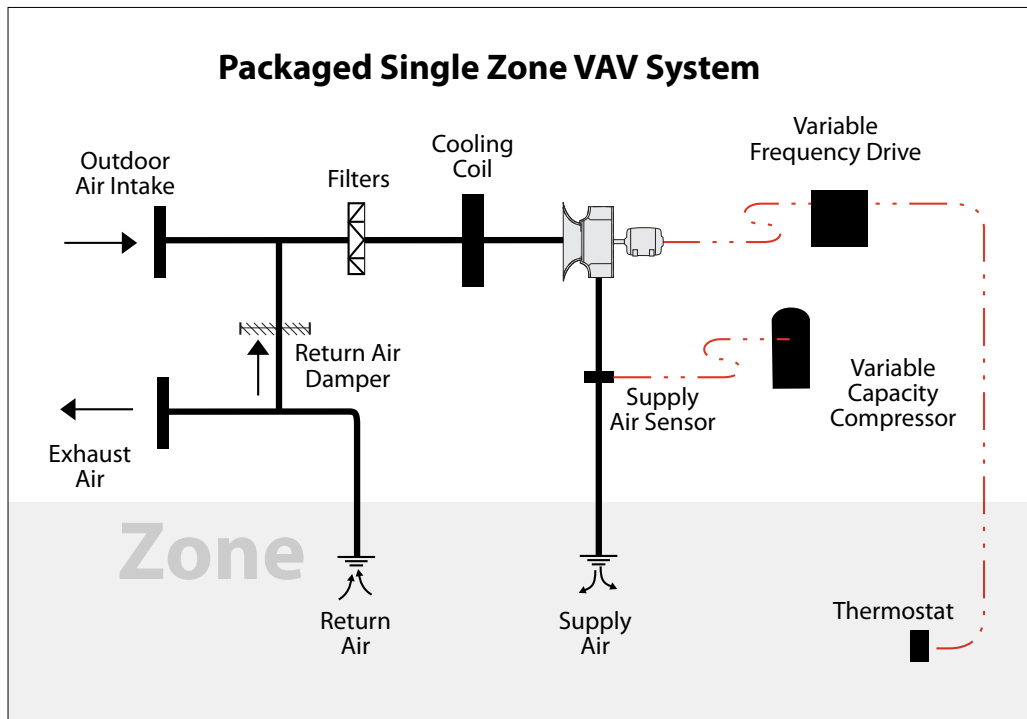 Packaged Single Zone VAV System
Outdoor
Air Intake
Filters
Cooling
Coil
Variable
Frequency Drive
Return Air
Damper
Supply
Air Sensor
Variable
Capacity
Compressor
Exhaust
Air
Zone
Return
Air
Supply
Air
Thermostat